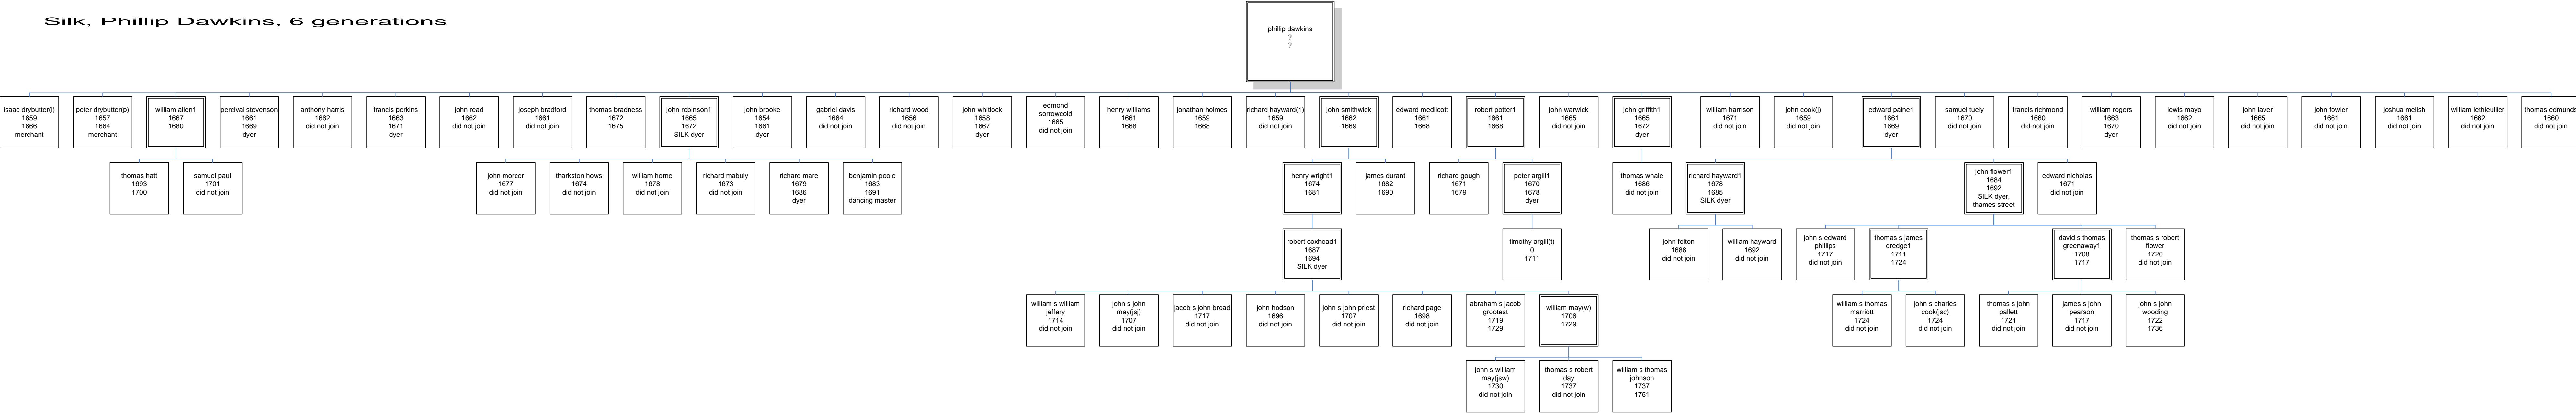 Silk, Phillip Dawkins, 6 generations
phillip dawkins
?
?
isaac drybutter(i)
1659
1666
merchant
peter drybutter(p)
1657
1664
merchant
william allen1
1667
1680
percival stevenson
1661
1669
dyer
anthony harris
1662
did not join
francis perkins
1663
1671
dyer
john read
1662
did not join
joseph bradford
1661
did not join
thomas bradness
1672
1675
john robinson1
1665
1672
SILK dyer
john brooke
1654
1661
dyer
gabriel davis
1664
did not join
richard wood
1656
did not join
john whitlock
1658
1667
dyer
edmond
sorrowcold
1665
did not join
henry williams
1661
1668
jonathan holmes
1659
1668
richard hayward(ri)
1659
did not join
john smithwick
1662
1669
edward medlicott
1661
1668
robert potter1
1661
1668
john warwick
1665
did not join
john griffith1
1665
1672
dyer
william harrison
1671
did not join
john cook(j)
1659
did not join
edward paine1
1661
1669
dyer
samuel tuely
1670
did not join
francis richmond
1660
did not join
william rogers
1663
1670
dyer
lewis mayo
1662
did not join
john laver
1665
did not join
john fowler
1661
did not join
joshua melish
1661
did not join
william lethieullier
1662
did not join
thomas edmunds
1660
did not join
thomas hatt
1693
1700
samuel paul
1701
did not join
john morcer
1677
did not join
tharkston hows
1674
did not join
william horne
1678
did not join
richard mabuly
1673
did not join
richard mare
1679
1686
dyer
benjamin poole
1683
1691
dancing master
henry wright1
1674
1681
james durant
1682
1690
richard gough
1671
1679
peter argill1
1670
1678
dyer
thomas whale
1686
did not join
richard hayward1
1678
1685
SILK dyer
john flower1
1684
1692
SILK dyer,
thames street
edward nicholas
1671
did not join
robert coxhead1
1687
1694
SILK dyer
timothy argill(t)
0
1711
john felton
1686
did not join
william hayward
1692
did not join
john s edward
phillips
1717
did not join
thomas s james
dredge1
1711
1724
david s thomas
greenaway1
1708
1717
thomas s robert
flower
1720
did not join
william s william
jeffery
1714
did not join
john s john
may(jsj)
1707
did not join
jacob s john broad
1717
did not join
john hodson
1696
did not join
john s john priest
1707
did not join
richard page
1698
did not join
abraham s jacob
grootest
1719
1729
william may(w)
1706
1729
william s thomas
marriott
1724
did not join
john s charles
cook(jsc)
1724
did not join
thomas s john
pallett
1721
did not join
james s john
pearson
1717
did not join
john s john
wooding
1722
1736
john s william
may(jsw)
1730
did not join
thomas s robert
day
1737
did not join
william s thomas
johnson
1737
1751